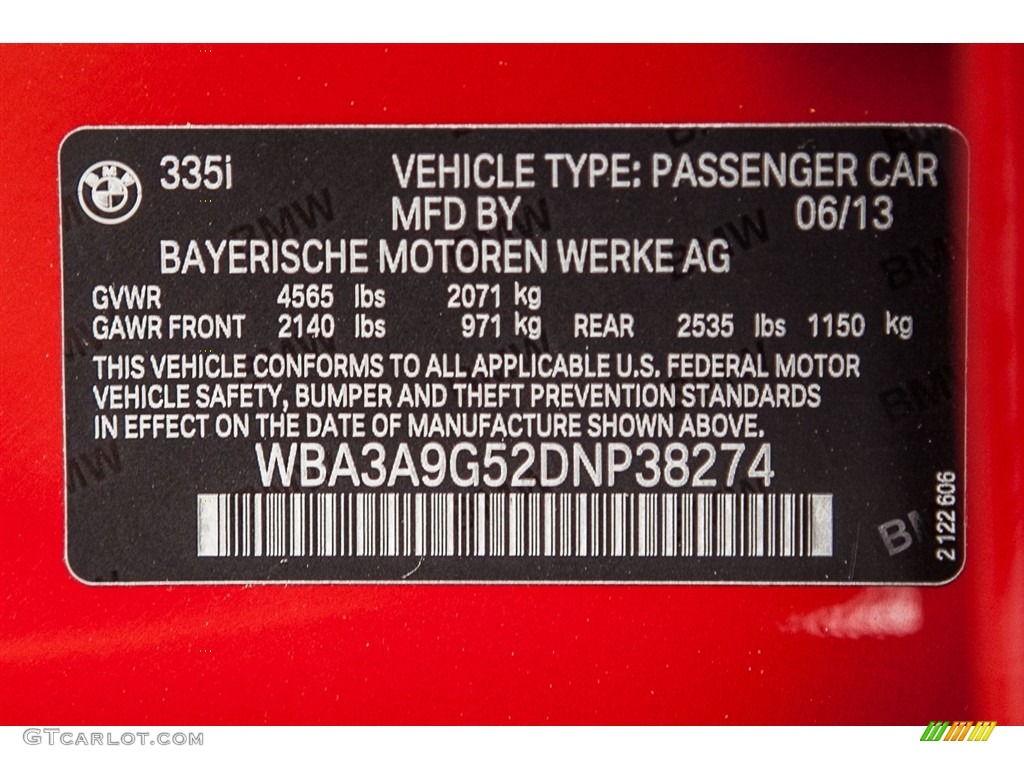 335i VEHICLE TYPE: PASSENGER CAR
MFD BY 06/13
BAYERISCHE MOTOREN WERKE AG
GVWR 4565 lbs 2071 kg
GAWR FRONT 2140 lbs 971 kg REAR 2535 lbs 1150 kg
THIS VEHICLE CONFORMS TO ALL APPLICABLE U.S. FEDERAL MOTOR
VEHICLE SAFETY, BUMPER AND THEFT PREVENTION STANDARDS
IN EFFECT ON THE DATE OF MANUFACTURE SHOWN ABOVE.
WBA3A9G52DNP38274
2 122 606
GTCARLOT.COM